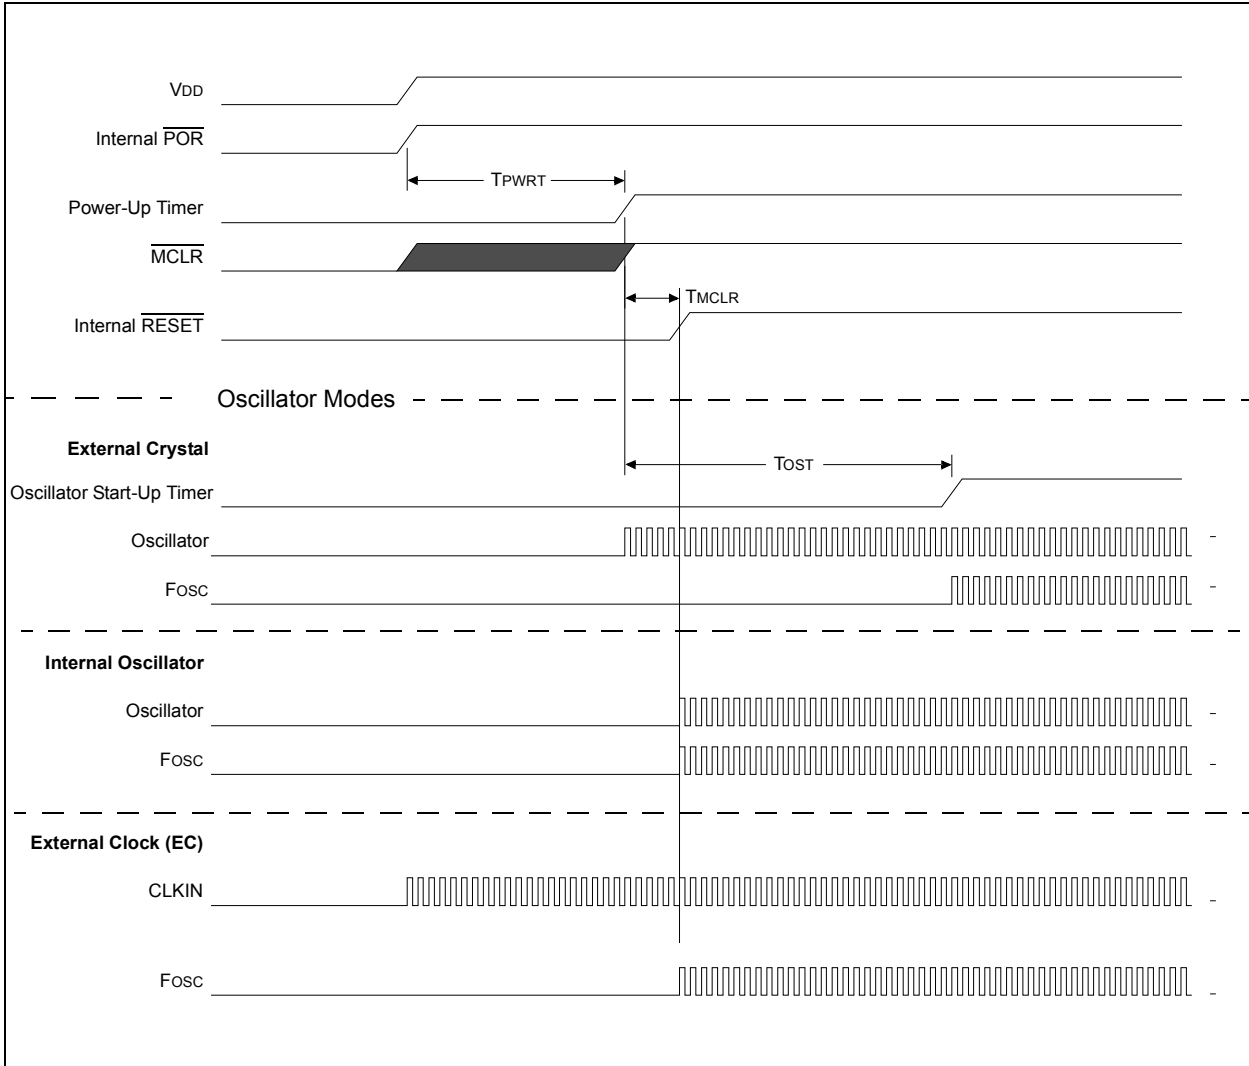 VDD
Internal POR
TPWRT
Power-Up Timer
MCLR
TMCLR
Internal RESET
Oscillator Modes
External Crystal
TOST
Oscillator Start-Up Timer
Oscillator
FOSC
Internal Oscillator
Oscillator
FOSC
External Clock (EC)
CLKIN
FOSC